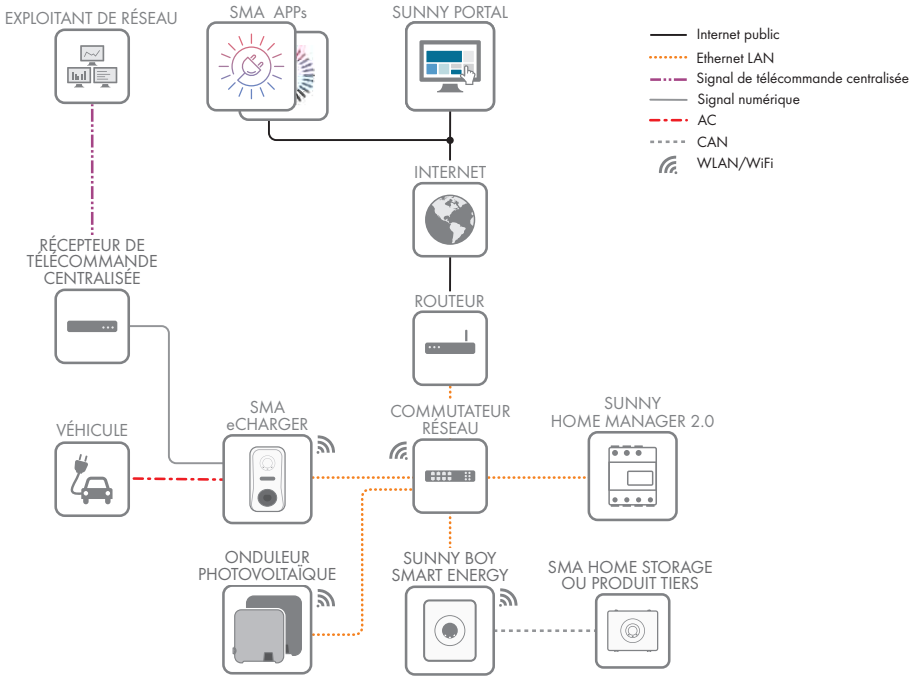 EXPLOITANT DE RÉSEAU
SMA APPs
SUNNY PORTAL
Internet public
Ethernet LAN
Signal de télécommande centralisée
Signal numérique
AC
CAN
WLAN/WiFi
INTERNET
RÉCEPTEUR DE
TÉLÉCOMMANDE
CENTRALISÉE
ROUTEUR
VÉHICULE
SMA
eCHARGER
COMMUTATEUR
RÉSEAU
SUNNY
HOME MANAGER 2.0
ONDULEUR
PHOTOVOLTAÏQUE
SUNNY BOY
SMART ENERGY
SMA HOME STORAGE
OU PRODUIT TIERS